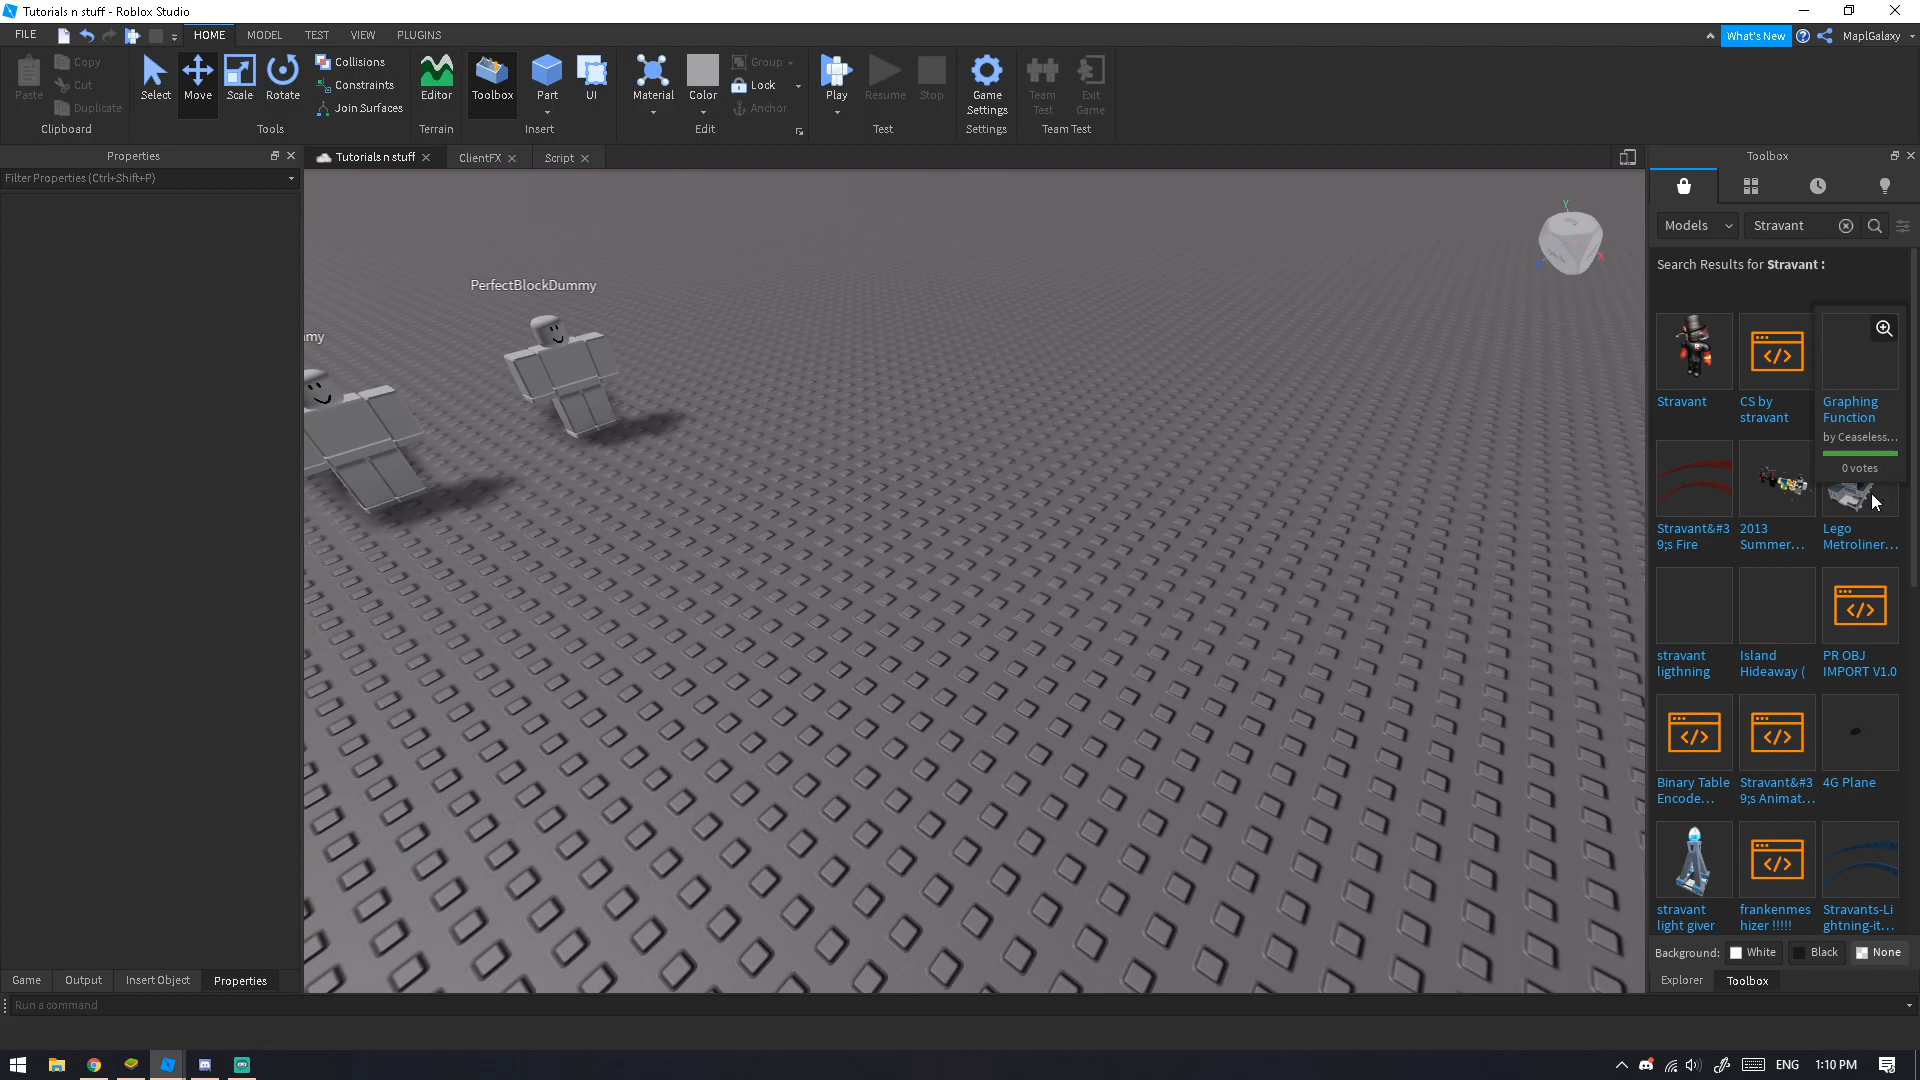 Tutorials n stuff - Roblox Studio
FILE
HOME
MODEL
TEST
VIEW
PLUGINS
What's New
MaplGalaxy
Paste
Copy
Cut
Duplicate
Clipboard
Select
Move
Scale
Rotate
Collisions
Constraints
Join Surfaces
Tools
Editor
Terrain
Toolbox
Part
UI
Insert
Material
Color
Group
Lock
Anchor
Edit
Play
Resume
Stop
Test
Game
Settings
Settings
Team
Test
Exit
Game
Team Test
Properties
Filter Properties (Ctrl+Shift+P)
Tutorials n stuff
ClientFX
Script
PerfectBlockDummy
mmy
Y
X
Toolbox
Models
Stravant
Search Results for Stravant :
Stravant
CS by
stravant
Graphing
Function
by Ceaseless...
0 votes
Stravant&#3
9;s Fire
2013
Summer...
Lego
Metroliner...
stravant
ligthning
Island
Hideaway (
PR OBJ
IMPORT V1.0
Binary Table
Encode...
Stravant&#3
9;s Animat...
4G Plane
stravant
light giver
frankenmes
hizer !!!!!
Stravants-Li
ghtning-it...
Background:
White
Black
None
Explorer
Toolbox
Game
Output
Insert Object
Properties
Run a command
ENG
1:10 PM